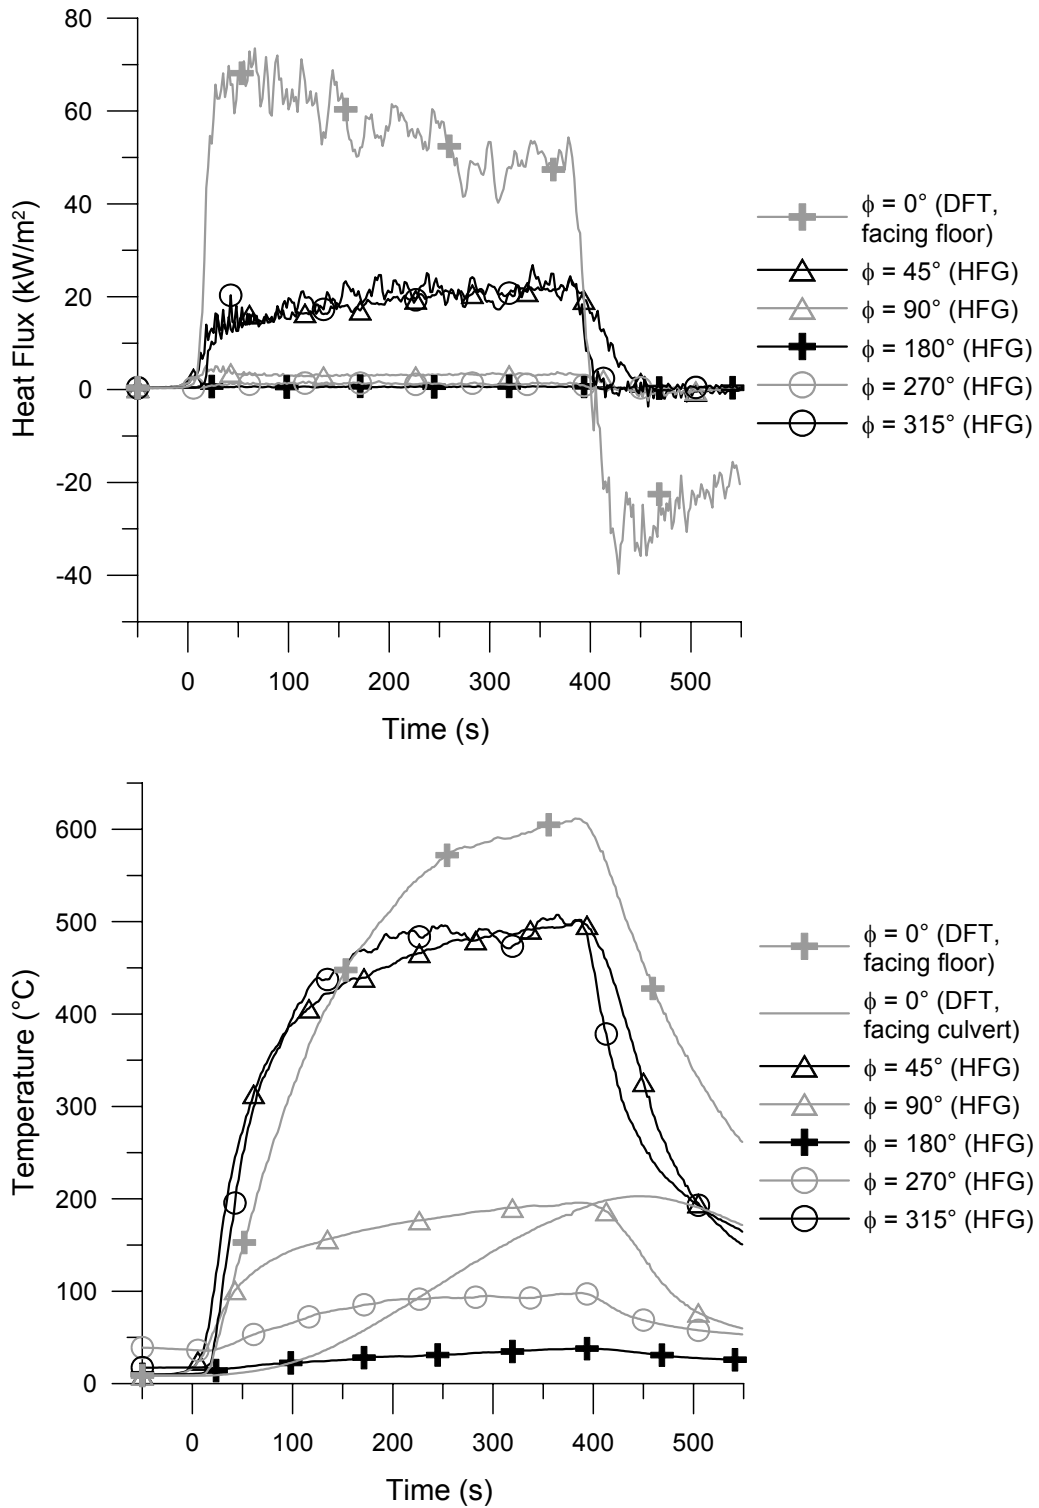 80
60
40
20
0
-20
-40
Heat Flux (kW/m²)
0 100 200 300 400 500
Time (s)
ϕ = 0° (DFT,
facing floor)
ϕ = 45° (HFG)
ϕ = 90° (HFG)
ϕ = 180° (HFG)
ϕ = 270° (HFG)
ϕ = 315° (HFG)
600
500
400
300
200
100
0
Temperature (°C)
0 100 200 300 400 500
Time (s)
ϕ = 0° (DFT,
facing floor)
ϕ = 0° (DFT,
facing culvert)
ϕ = 45° (HFG)
ϕ = 90° (HFG)
ϕ = 180° (HFG)
ϕ = 270° (HFG)
ϕ = 315° (HFG)